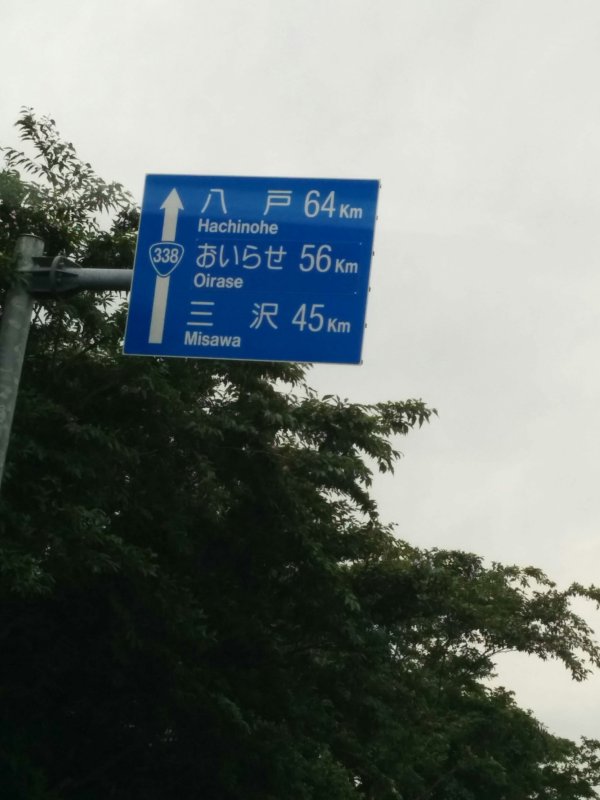 八戸 64Km
Hachinohe
338
おいらせ 56Km
Oirase
三沢 45Km
Misawa